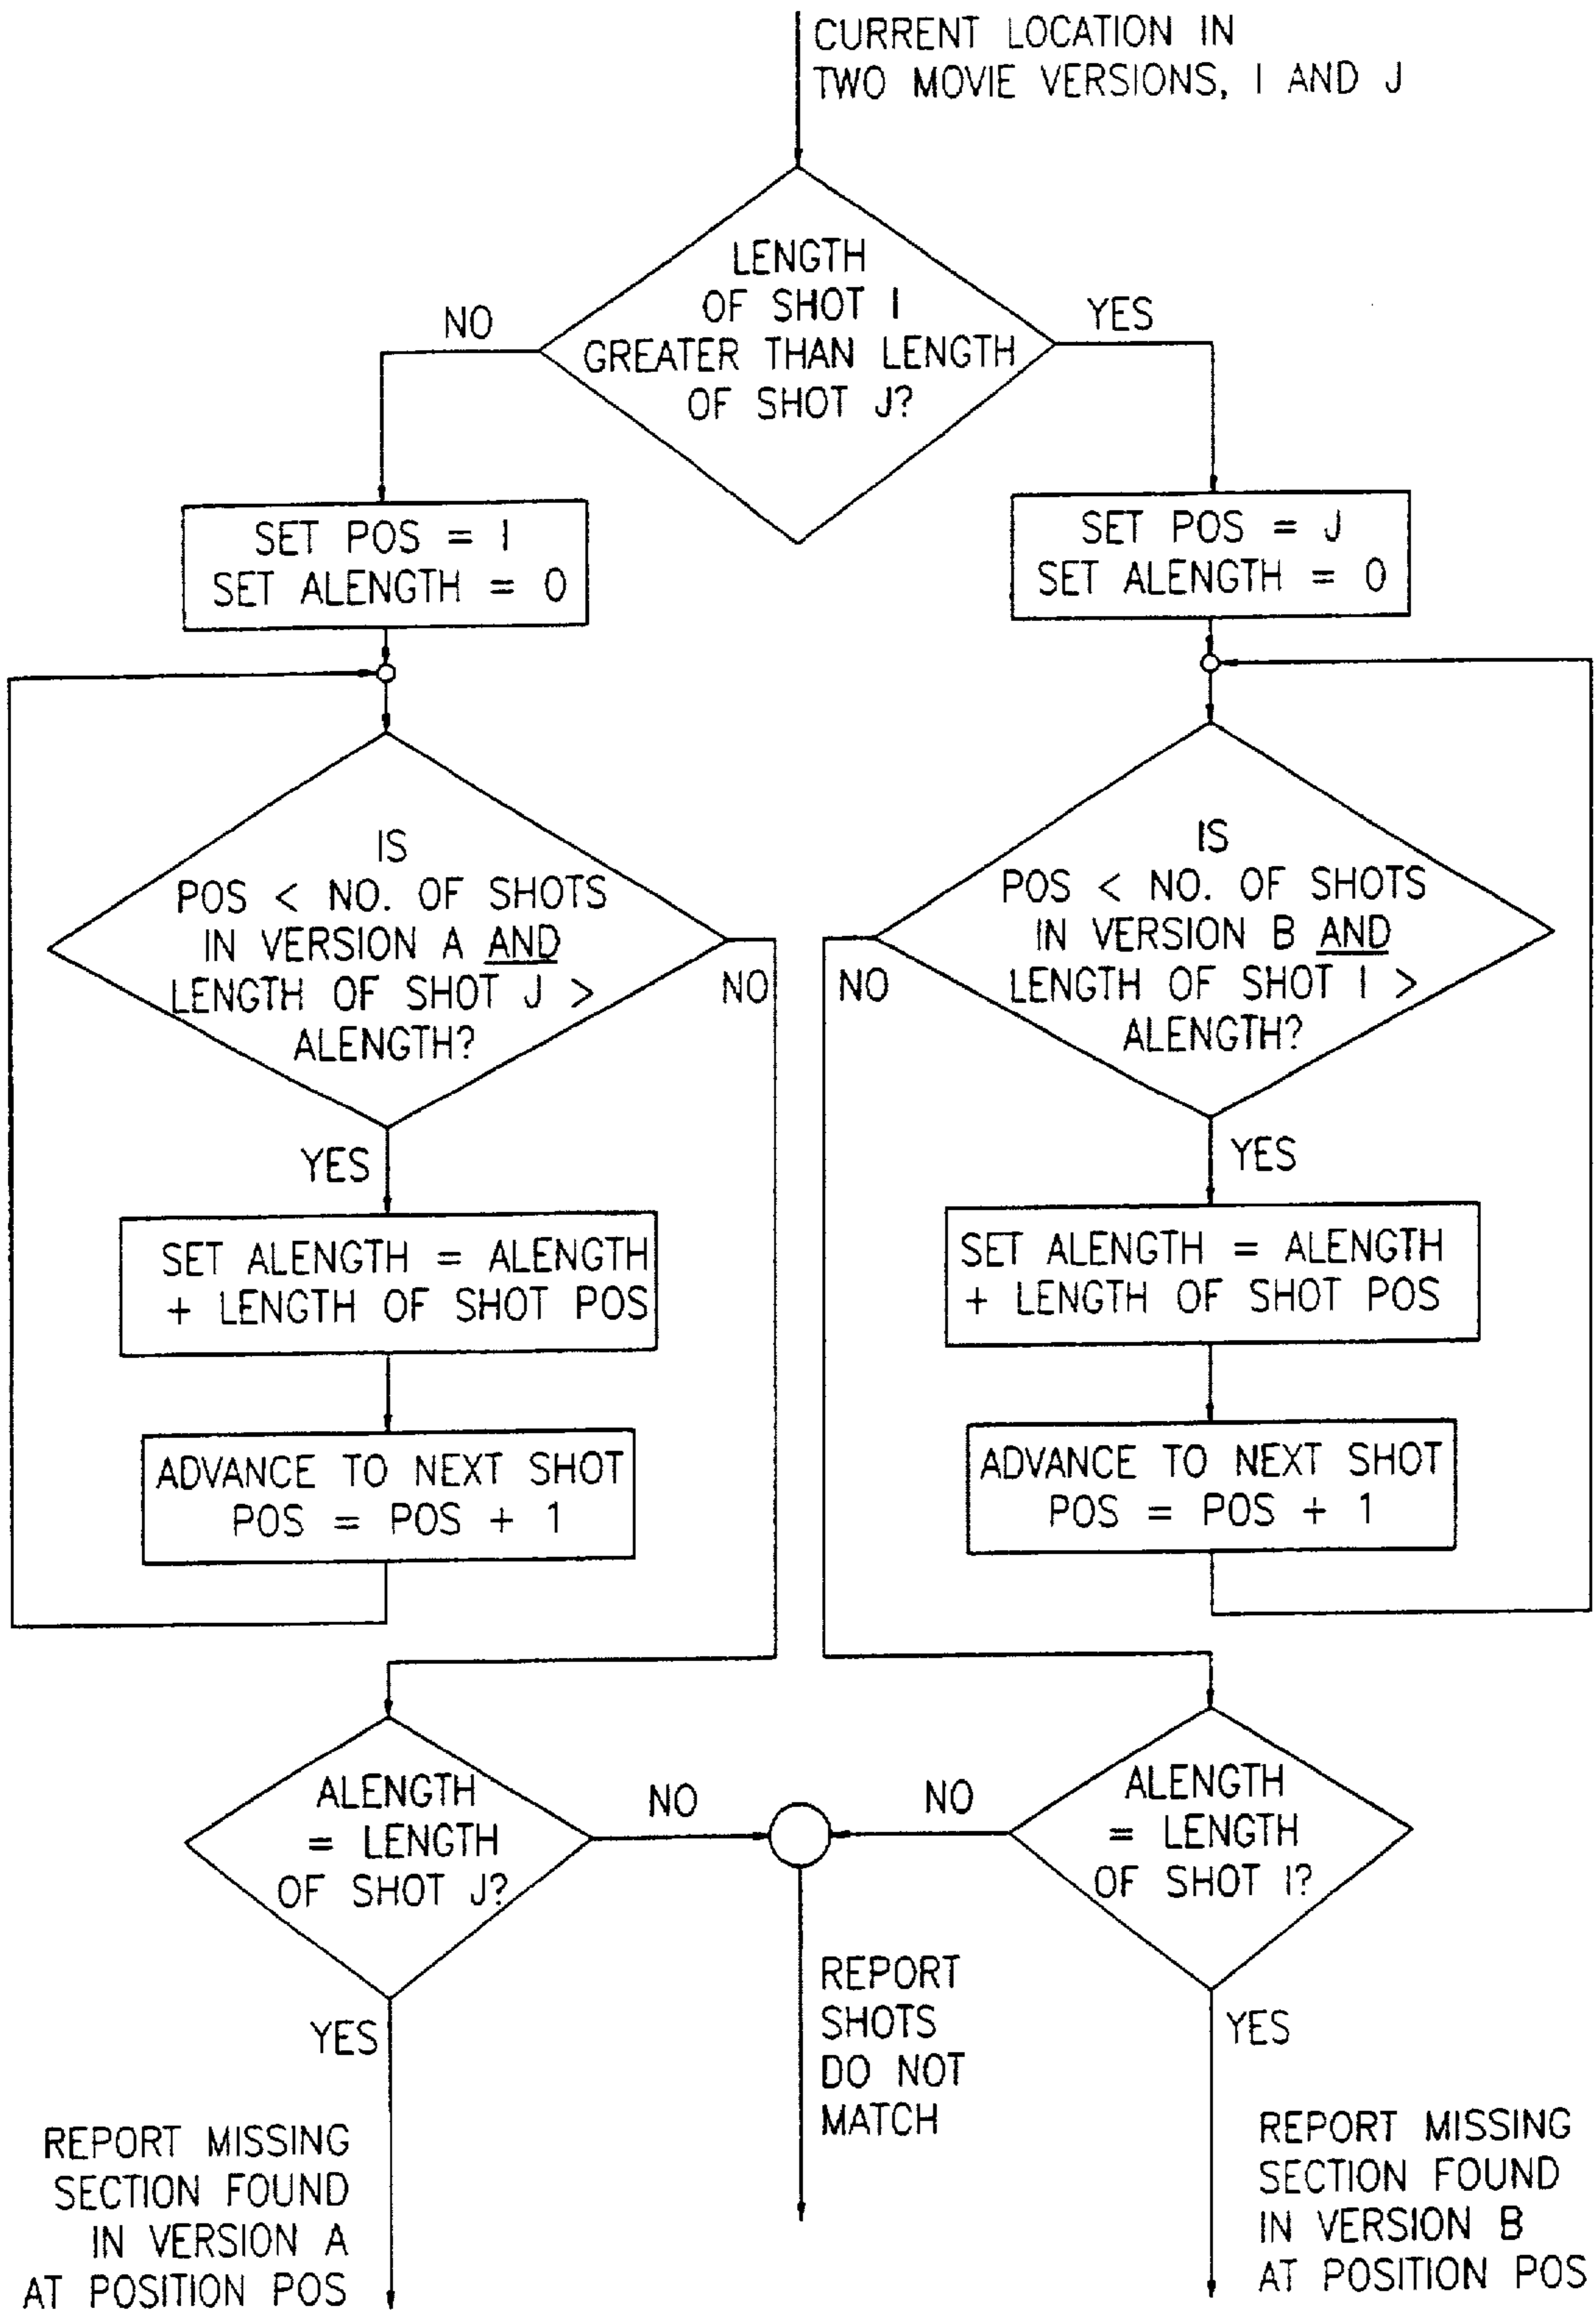 CURRENT LOCATION IN
TWO MOVIE VERSIONS, I AND J
LENGTH
OF SHOT I
GREATER THAN LENGTH
OF SHOT J?
NO
YES
SET POS = I
SET ALENGTH = 0
SET POS = J
SET ALENGTH = 0
IS
POS < NO. OF SHOTS
IN VERSION A AND
LENGTH OF SHOT J >
ALENGTH?
NO
IS
POS < NO. OF SHOTS
IN VERSION B AND
LENGTH OF SHOT I >
ALENGTH?
NO
YES
YES
SET ALENGTH = ALENGTH
+ LENGTH OF SHOT POS
SET ALENGTH = ALENGTH
+ LENGTH OF SHOT POS
ADVANCE TO NEXT SHOT
POS = POS + 1
ADVANCE TO NEXT SHOT
POS = POS + 1
ALENGTH
= LENGTH
OF SHOT J?
NO
NO
ALENGTH
= LENGTH
OF SHOT I?
YES
REPORT
SHOTS
DO NOT
MATCH
YES
REPORT MISSING
SECTION FOUND
IN VERSION A
AT POSITION POS
REPORT MISSING
SECTION FOUND
IN VERSION B
AT POSITION POS